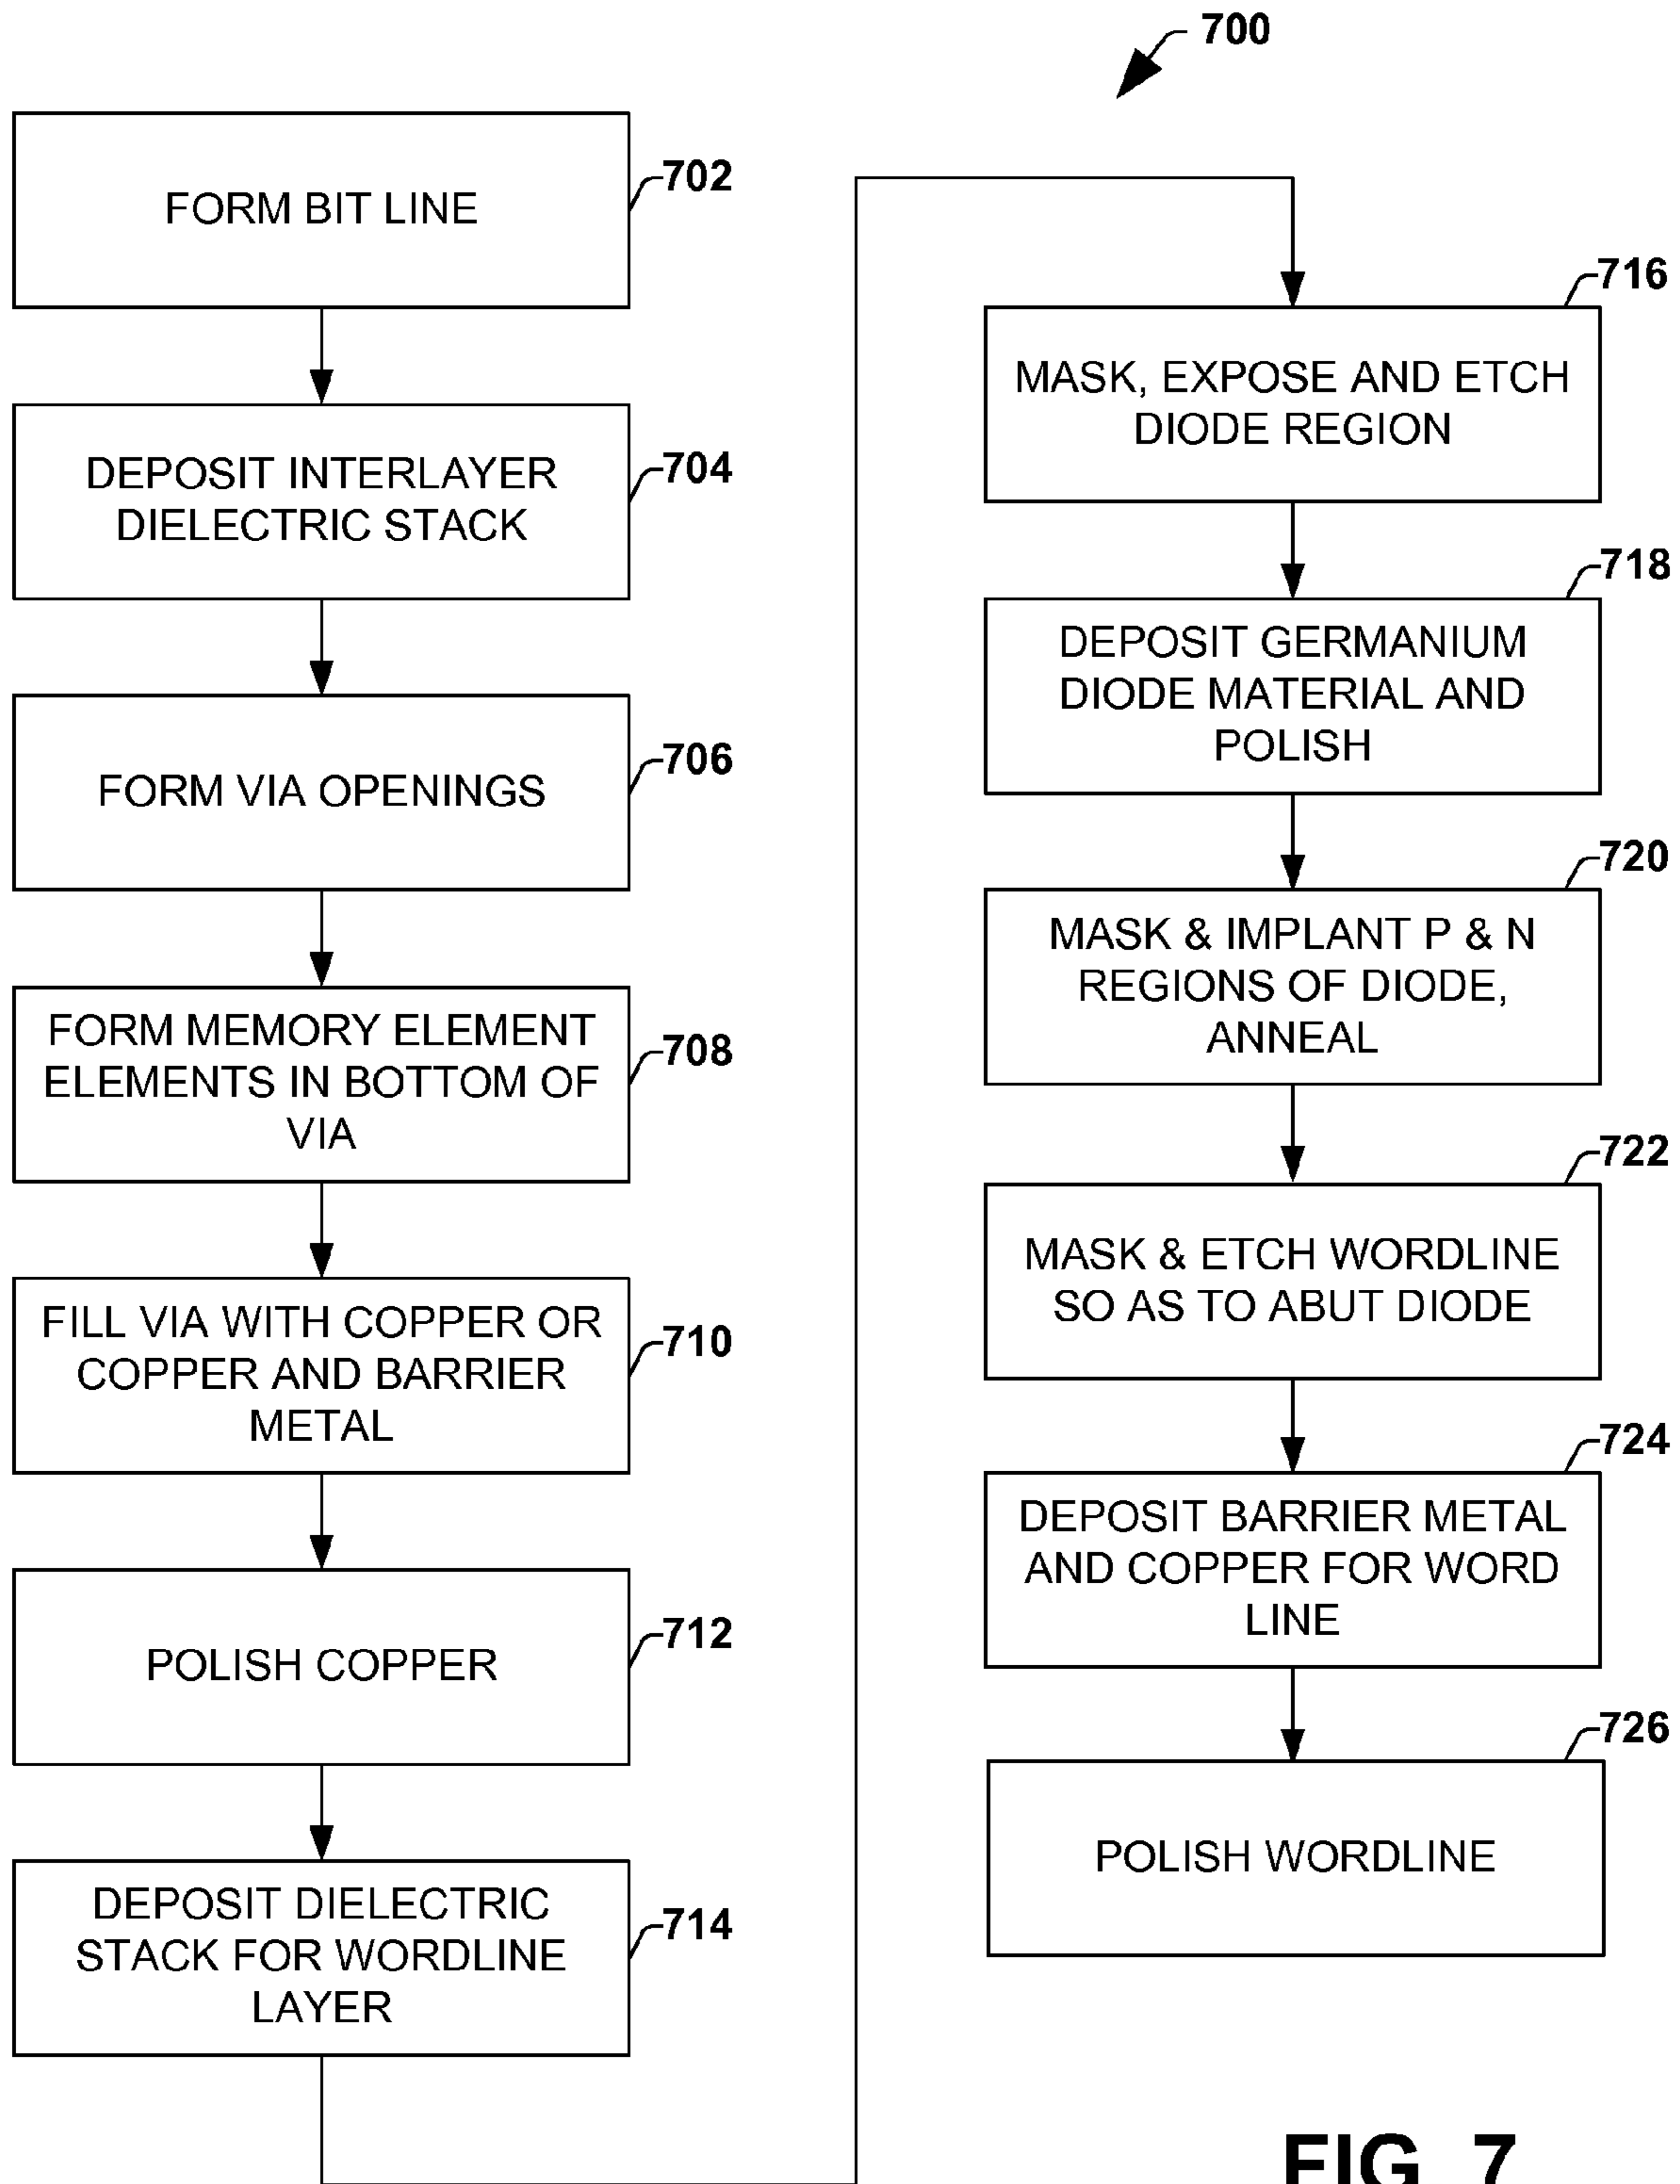 700
FORM BIT LINE
702
DEPOSIT INTERLAYER
DIELECTRIC STACK
704
FORM VIA OPENINGS
706
FORM MEMORY ELEMENT
ELEMENTS IN BOTTOM OF
VIA
708
FILL VIA WITH COPPER OR
COPPER AND BARRIER
METAL
710
POLISH COPPER
712
DEPOSIT DIELECTRIC
STACK FOR WORDLINE
LAYER
714
716
MASK, EXPOSE AND ETCH
DIODE REGION
718
DEPOSIT GERMANIUM
DIODE MATERIAL AND
POLISH
720
MASK & IMPLANT P & N
REGIONS OF DIODE,
ANNEAL
722
MASK & ETCH WORDLINE
SO AS TO ABUT DIODE
724
DEPOSIT BARRIER METAL
AND COPPER FOR WORD
LINE
726
POLISH WORDLINE
FIG. 7